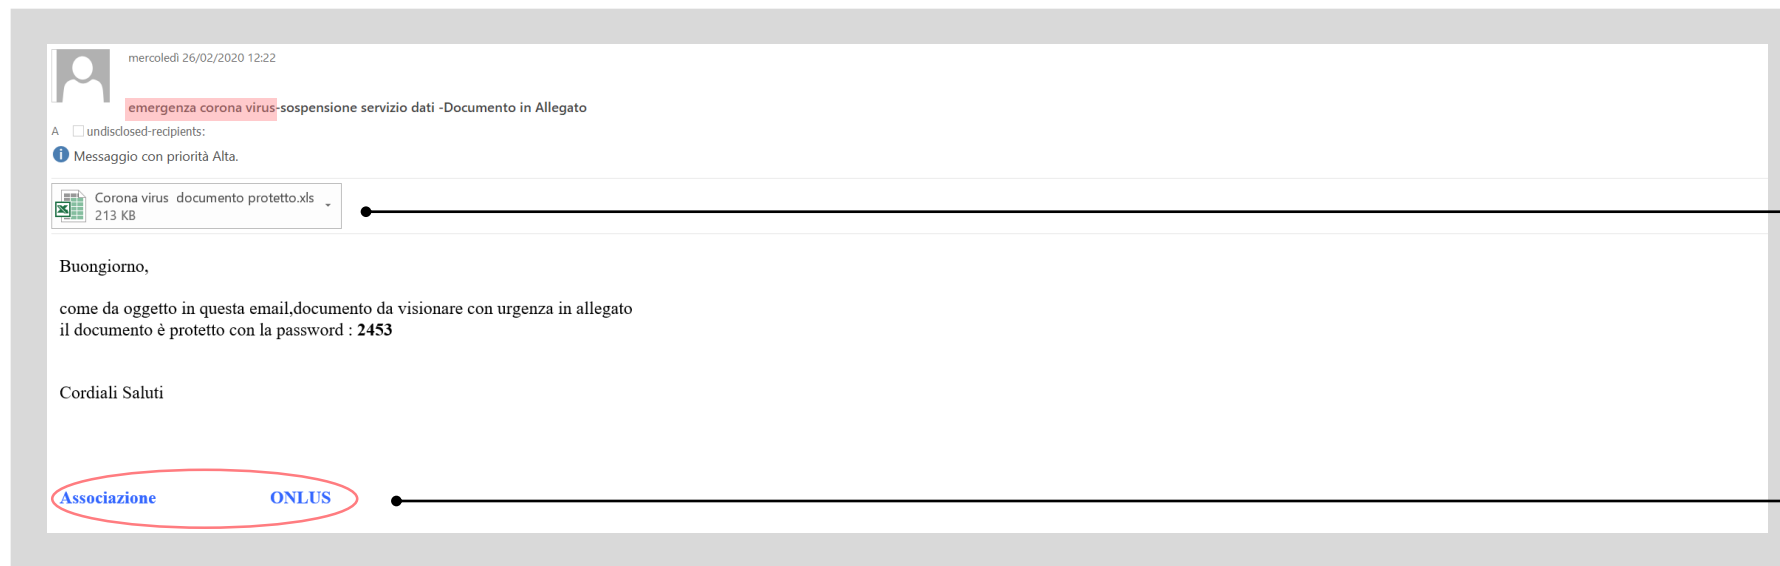 mercoledì 26/02/2020 12:22
emergenza corona virus-sospensione servizio dati -Documento in Allegato
A undisclosed-recipients:
Messaggio con priorità Alta.
Corona virus documento protetto.xls
213 KB
Buongiorno,
come da oggetto in questa email,documento da visionare con urgenza in allegato
il documento è protetto con la password : 2453
Cordiali Saluti
Associazione ONLUS